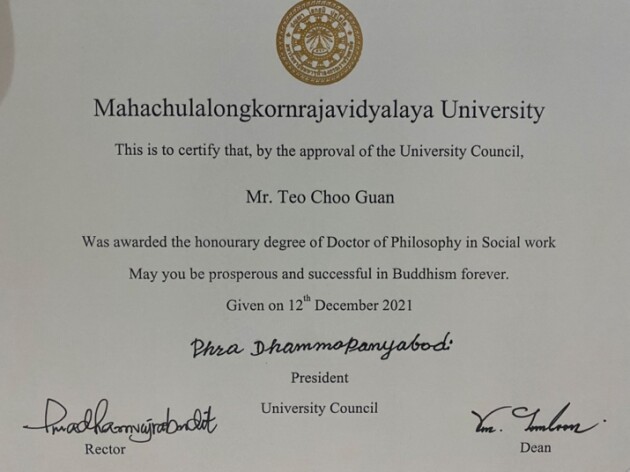 Mahachulalongkornrajavidyalaya University
This is to certify that, by the approval of the University Council,
Mr. Teo Choo Guan
Was awarded the honourary degree of Doctor of Philosophy in Social work
May you be prosperous and successful in Buddhism forever.
Given on 12th December 2021
Phra Dhammapanyabodi
President
University Council
Rector
Dean